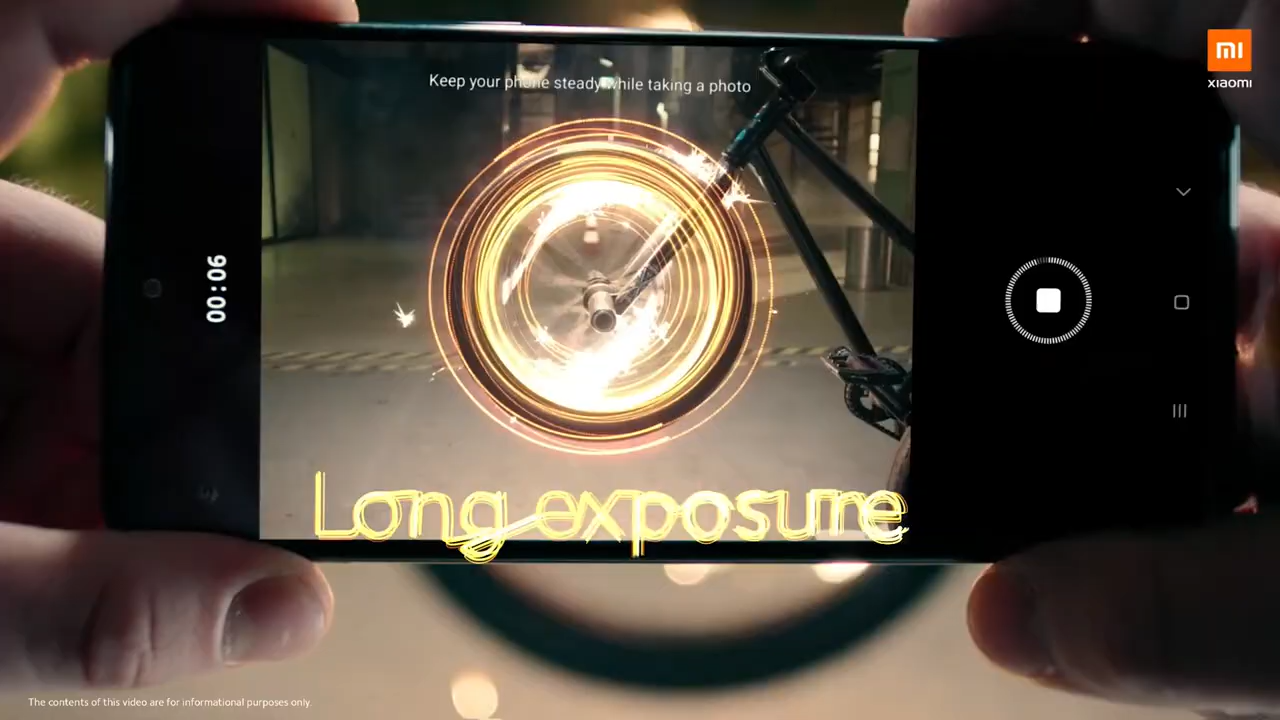 Keep your phone steady while taking a photo
mi
XIAOMI
00:06
Long exposure
The contents of this video are for informational purposes only.